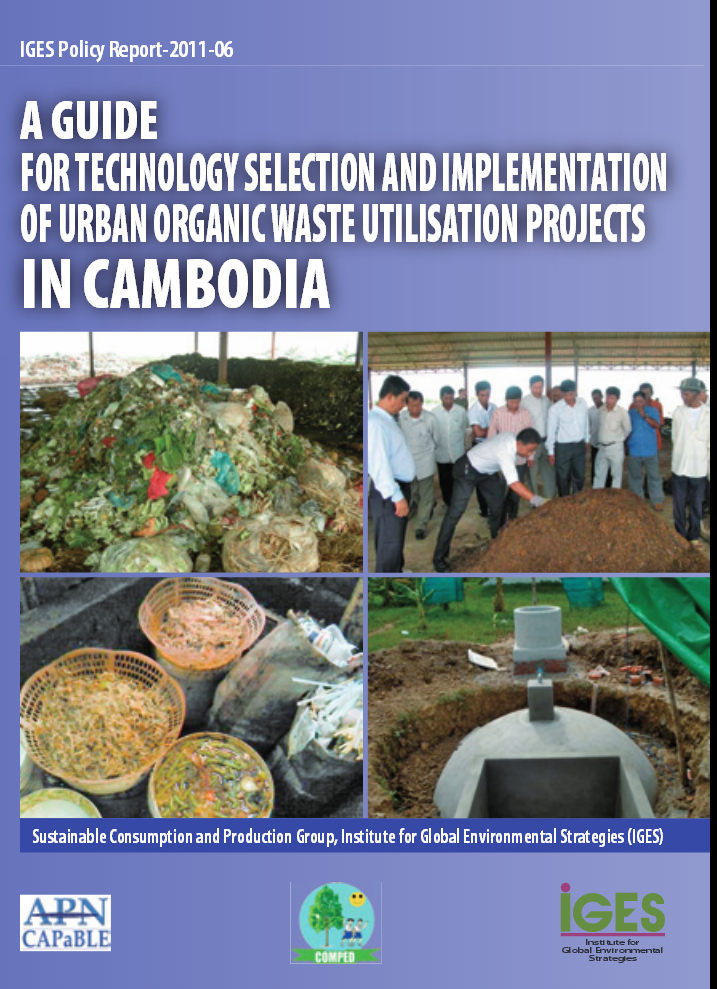 IGES Policy Report-2011-06
A GUIDE
FOR TECHNOLOGY SELECTION AND IMPLEMENTATION
OF URBAN ORGANIC WASTE UTILISATION PROJECTS
IN CAMBODIA
Sustainable Consumption and Production Group, Institute for Global Environmental Strategies (IGES)
APN
CAPaBLE
COMPED
iGES
Institute for
Global Environmental
Strategies